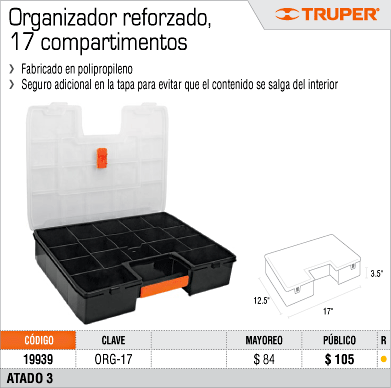 Organizador reforzado,
17 compartimentos
TRUPER®
❯ Fabricado en polipropileno
❯ Seguro adicional en la tapa para evitar que el contenido se salga del interior
3.5"
12.5"
17"
CÓDIGO CLAVE MAYOREO PÚBLICO R
19939 ORG-17 $ 84 $ 105
ATADO 3